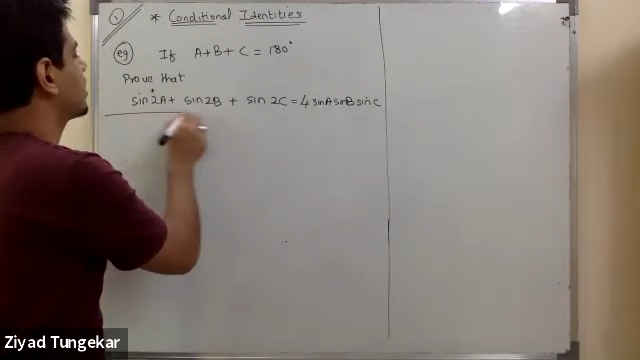 ① * Conditional Identities
eg If A+B+C = 180°
Prove that
sin 2A + sin 2B + sin 2C = 4 sinA sinB sinC
Ziyad Tungekar